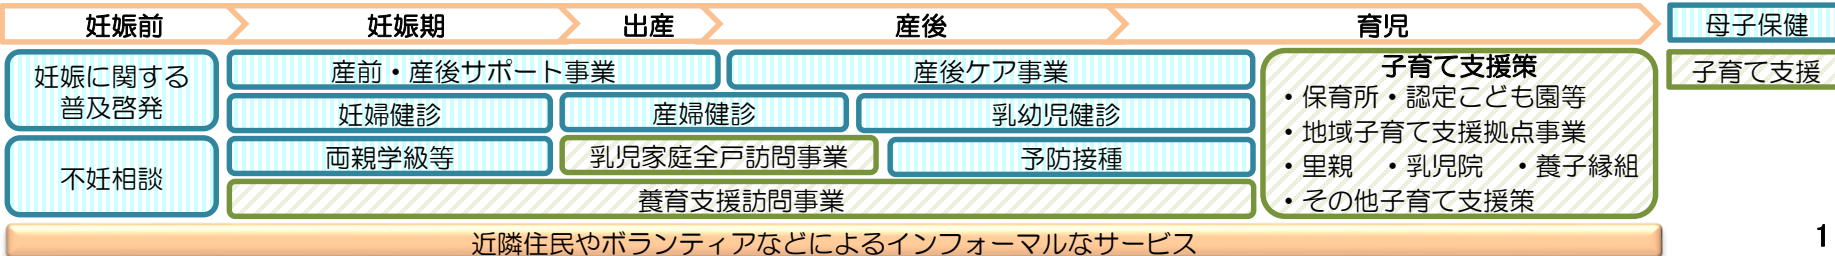 妊娠前
妊娠期
出産
産後
育児
母子保健
子育て支援
妊娠に関する
普及啓発
不妊相談
産前・産後サポート事業
産後ケア事業
妊婦健診
産婦健診
乳幼児健診
両親学級等
乳児家庭全戸訪問事業
予防接種
養育支援訪問事業
子育て支援策
・保育所・認定こども園等
・地域子育て支援拠点事業
・里親 ・乳児院 ・養子縁組
・その他子育て支援策
近隣住民やボランティアなどによるインフォーマルなサービス
1